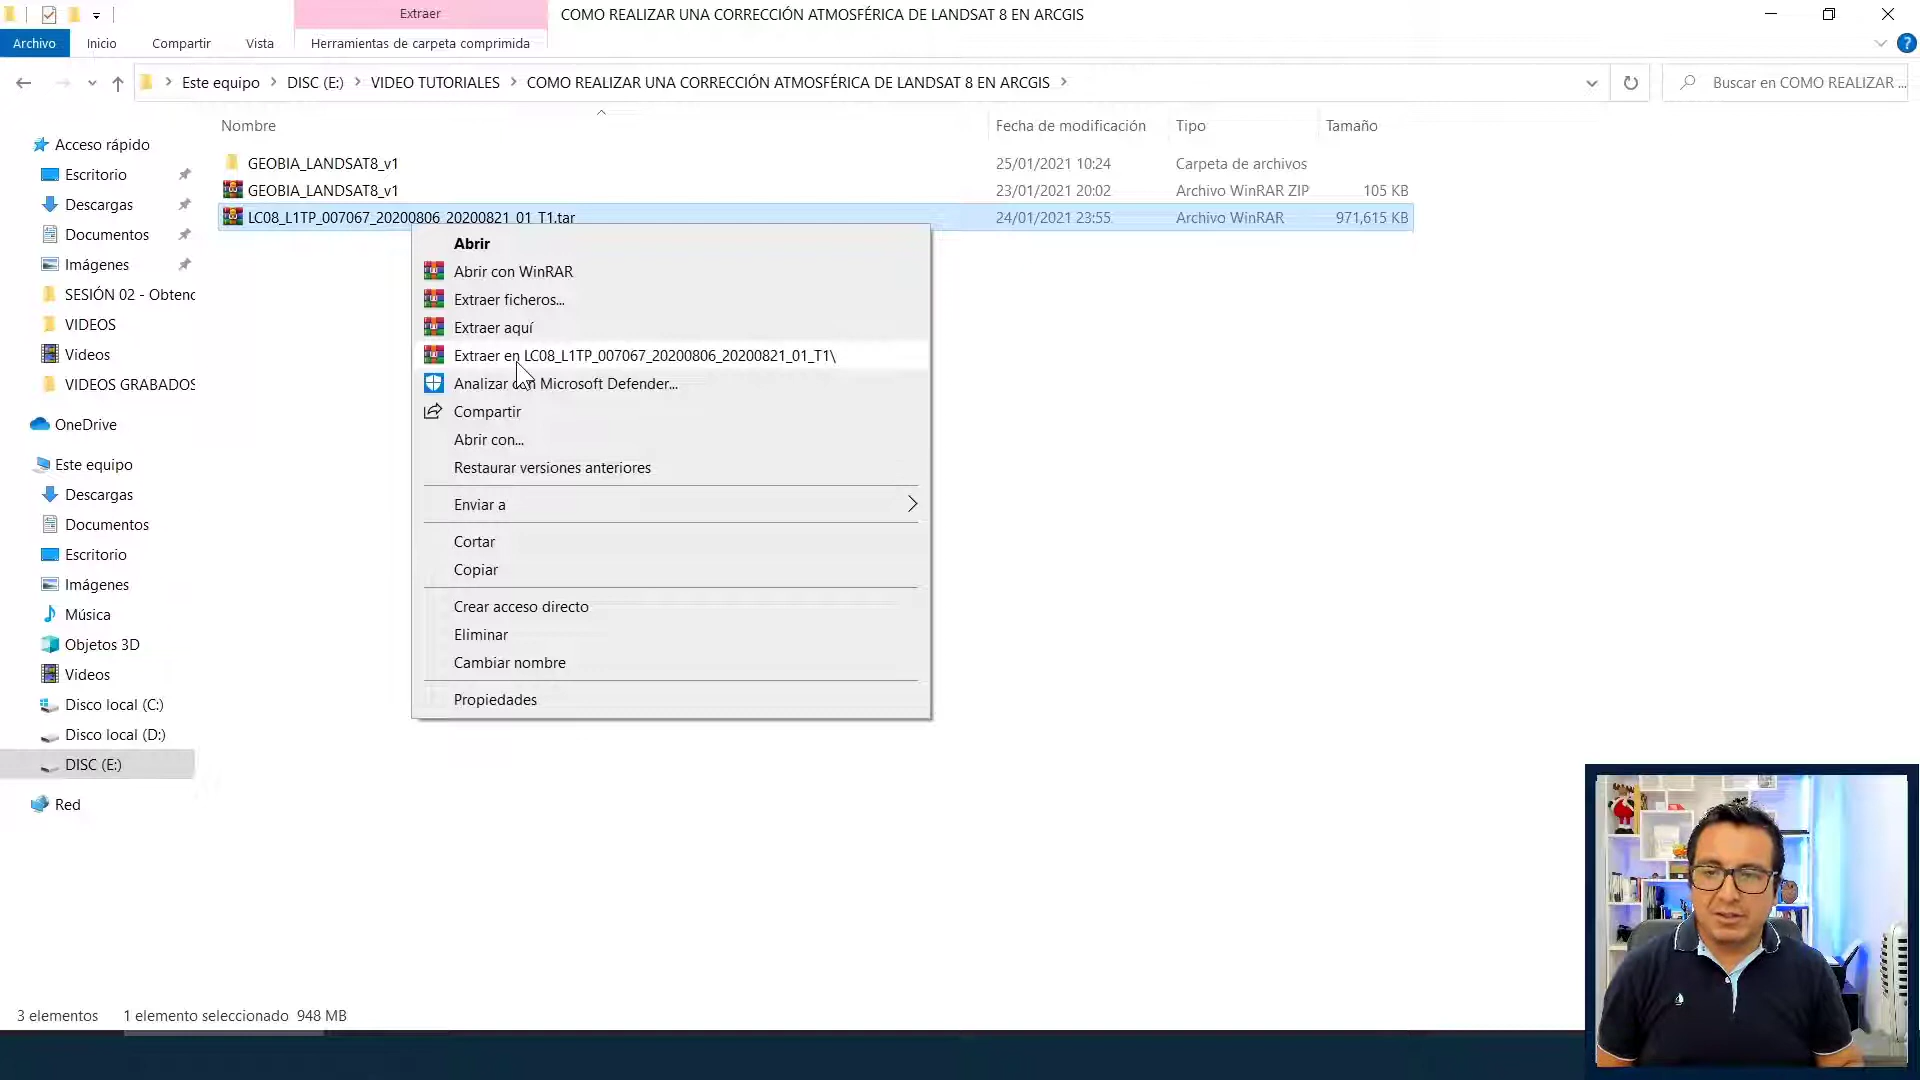 Extraer
COMO REALIZAR UNA CORRECCIÓN ATMOSFÉRICA DE LANDSAT 8 EN ARCGIS
Archivo
Inicio
Compartir
Vista
Herramientas de carpeta comprimida
Este equipo
DISC (E:)
VIDEO TUTORIALES
COMO REALIZAR UNA CORRECCIÓN ATMOSFÉRICA DE LANDSAT 8 EN ARCGIS
Buscar en COMO REALIZAR ...
Nombre
Fecha de modificación
Tipo
Tamaño
GEOBIA_LANDSAT8_v1
25/01/2021 10:24
Carpeta de archivos
GEOBIA_LANDSAT8_v1
23/01/2021 20:02
Archivo WinRAR ZIP
105 KB
LC08_L1TP_007067_20200806_20200821_01_T1.tar
24/01/2021 23:55
Archivo WinRAR
971,615 KB
Acceso rápido
Escritorio
Descargas
Documentos
Imágenes
SESIÓN 02 - Obtenc
VIDEOS
Videos
VIDEOS GRABADOS
OneDrive
Este equipo
Descargas
Documentos
Escritorio
Imágenes
Música
Objetos 3D
Videos
Disco local (C:)
Disco local (D:)
DISC (E:)
Red
Abrir
Abrir con WinRAR
Extraer ficheros...
Extraer aquí
Extraer en LC08_L1TP_007067_20200806_20200821_01_T1\
Analizar con Microsoft Defender...
Compartir
Abrir con...
Restaurar versiones anteriores
Enviar a
Cortar
Copiar
Crear acceso directo
Eliminar
Cambiar nombre
Propiedades
3 elementos
1 elemento seleccionado 948 MB